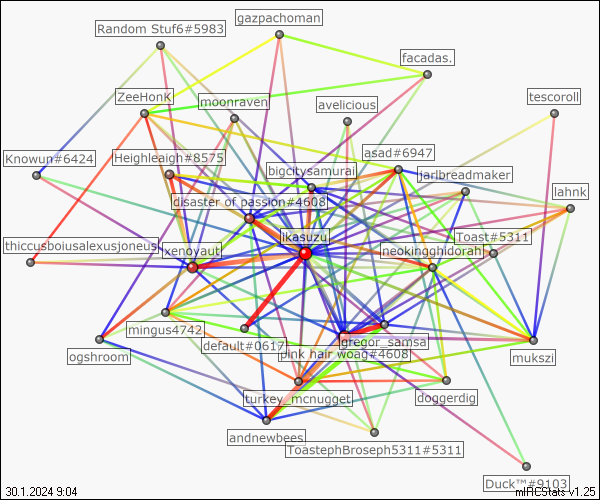 gazpachoman
Random Stuf6#5983
facadas.
ZeeHonK
moonraven
avelicious
tescoroll
asad#6947
Knowun#6424
Heighleagh#8575
bigcitysamurai
jarlbreadmaker
lahnk
disaster of passion#4608
ikasuzu
Toast#5311
thiccusboiusalexusjoneus
xenoyaut
neokingghidorah
mingus4742
default#0617
gregor_samsa
pink hair woag#4608
ogshroom
mukszi
turkey_mcnugget
doggerdig
andnewbees
ToastephBroseph5311#5311
Duck™#9103
30.1.2024 9:04
mIRCStats v1.25